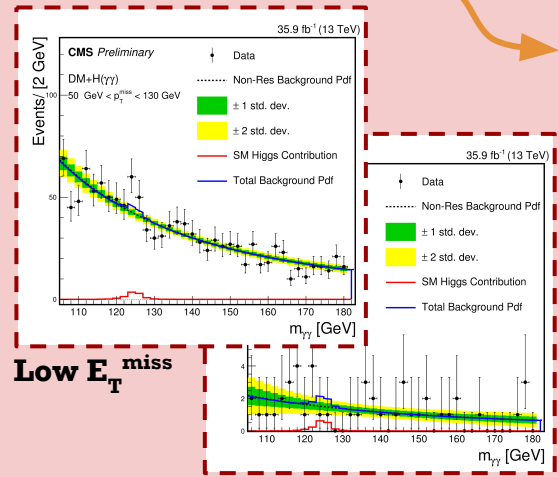 35.9 fb⁻¹ (13 TeV)
CMS Preliminary
DM+H(γγ)
50 GeV < p_T^miss < 130 GeV
Data
Non-Res Background Pdf
± 1 std. dev.
± 2 std. dev.
SM Higgs Contribution
Total Background Pdf
Events/ [2 GeV]
100
50
0
110 120 130 140 150 160 170 180
m_γγ [GeV]
Low E_T^miss
35.9 fb⁻¹ (13 TeV)
Data
Non-Res Background Pdf
± 1 std. dev.
± 2 std. dev.
SM Higgs Contribution
Total Background Pdf
4
2
0
110 120 130 140 150 160 170 180
m_γγ [GeV]